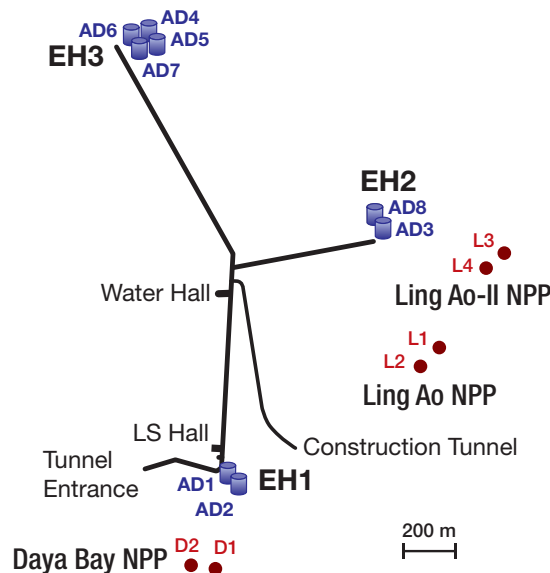 AD4
AD6
AD5
EH3
AD7
EH2
AD8
AD3
L3
L4
Water Hall
Ling Ao-II NPP
L1
L2
Ling Ao NPP
LS Hall
Construction Tunnel
Tunnel
Entrance
AD1
EH1
AD2
200 m
Daya Bay NPP
D2
D1